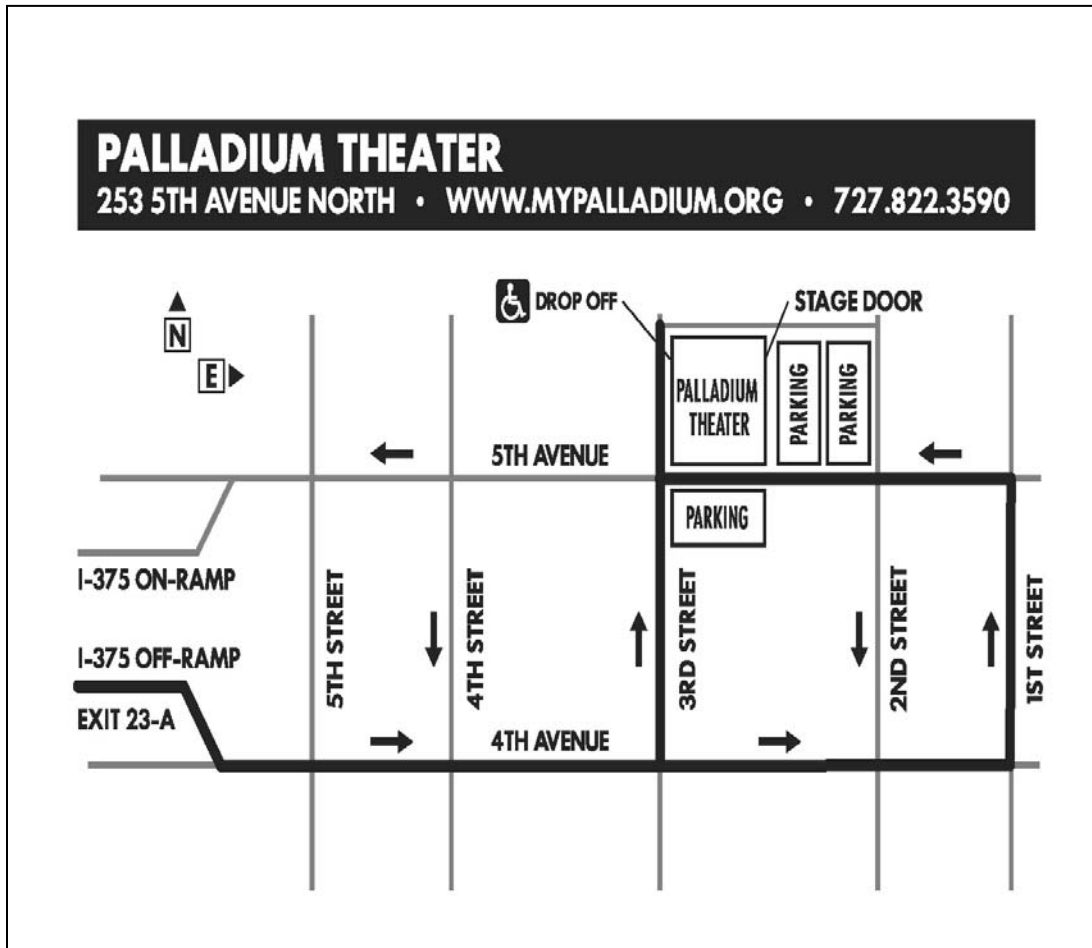 PALLADIUM THEATER
253 5TH AVENUE NORTH • WWW.MYPALLADIUM.ORG • 727.822.3590
DROP OFF
STAGE DOOR
N
E
PALLADIUM
THEATER
PARKING
PARKING
5TH AVENUE
PARKING
I-375 ON-RAMP
I-375 OFF-RAMP
EXIT 23-A
5TH STREET
4TH STREET
3RD STREET
2ND STREET
1ST STREET
4TH AVENUE